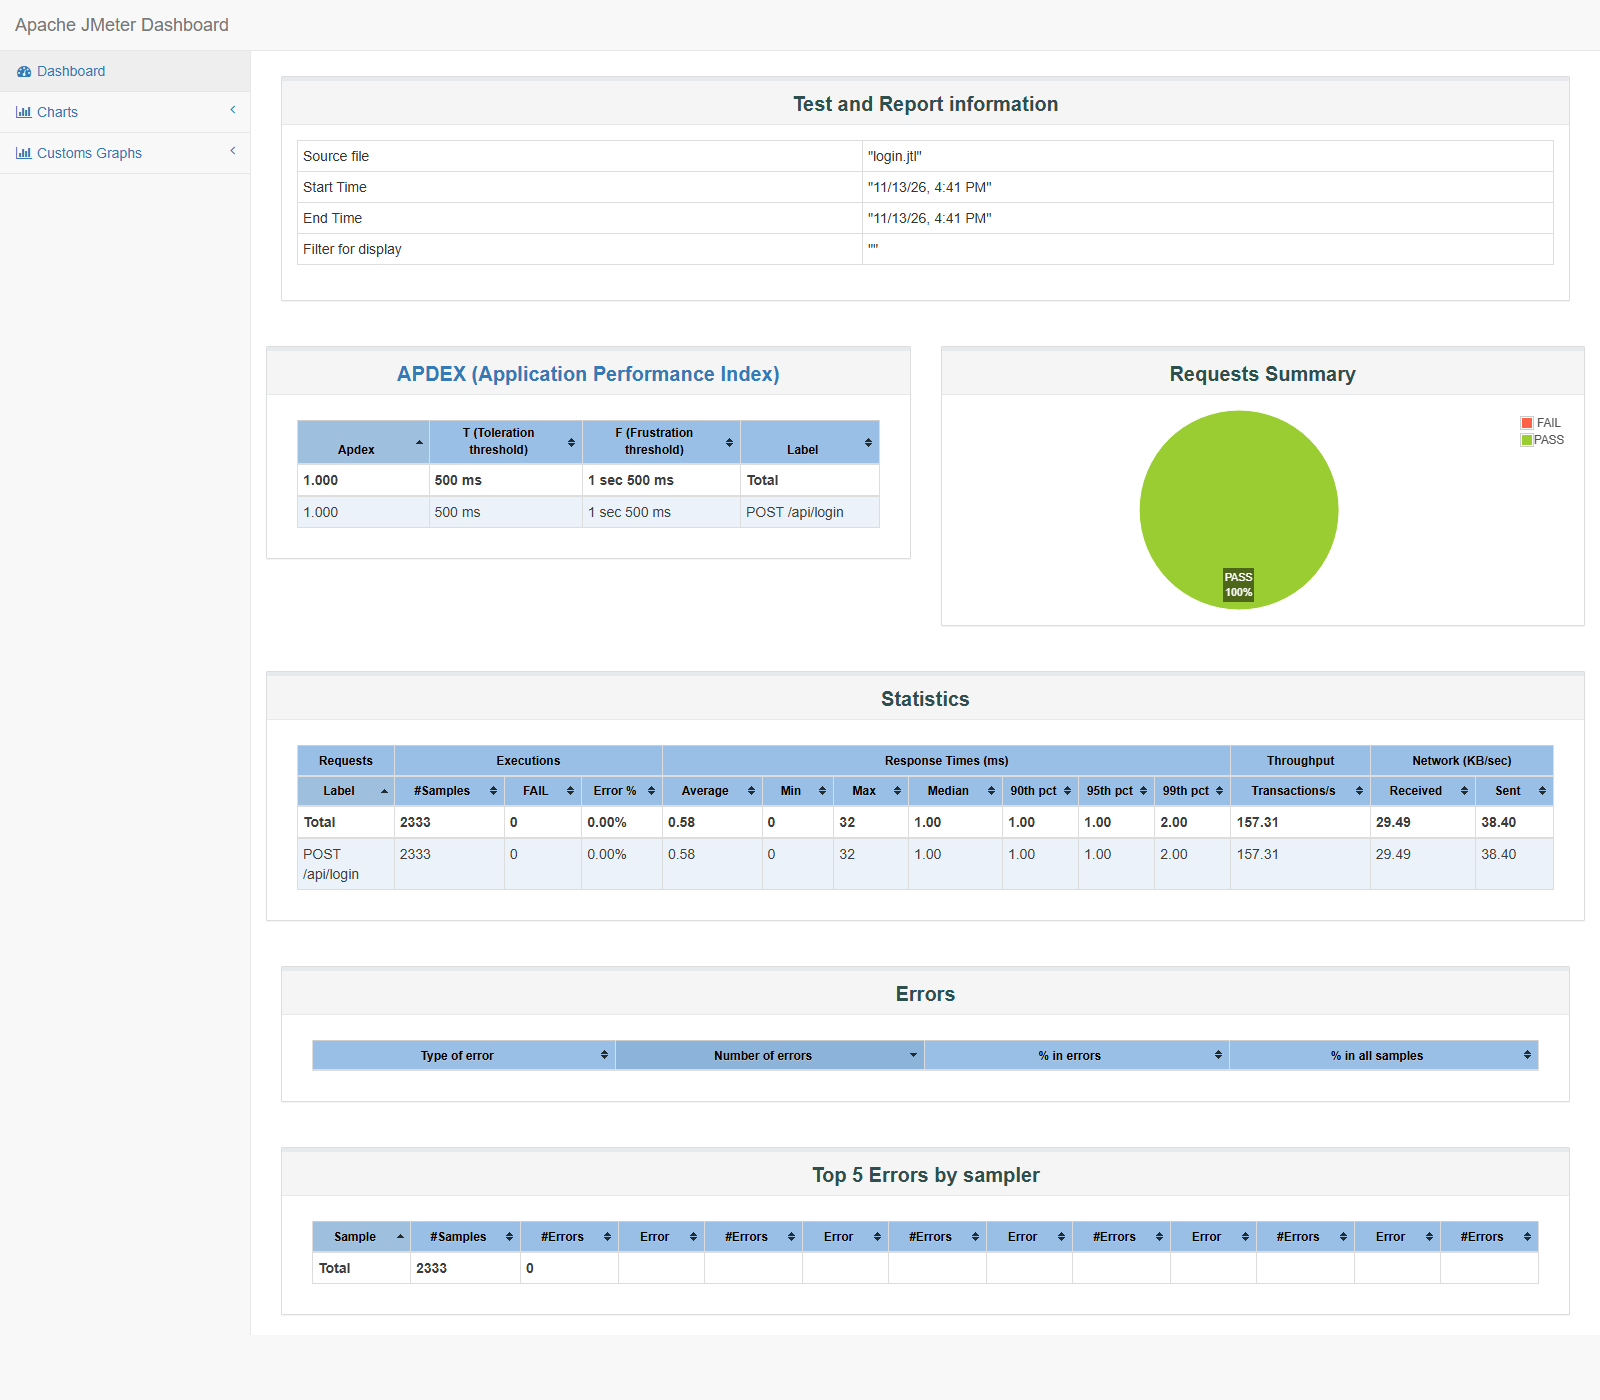 Apache JMeter Dashboard
Dashboard
Charts
Customs Graphs
Test and Report information
Source file "login.jtl"
Start Time "11/13/26, 4:41 PM"
End Time "11/13/26, 4:41 PM"
Filter for display ""
APDEX (Application Performance Index)
Apdex T (Toleration threshold) F (Frustration threshold) Label
1.000 500 ms 1 sec 500 ms Total
1.000 500 ms 1 sec 500 ms POST /api/login
Requests Summary
FAIL
PASS
PASS
100%
Statistics
Requests Executions Response Times (ms) Throughput Network (KB/sec)
Label #Samples FAIL Error % Average Min Max Median 90th pct 95th pct 99th pct Transactions/s Received Sent
Total 2333 0 0.00% 0.58 0 32 1.00 1.00 1.00 2.00 157.31 29.49 38.40
POST /api/login 2333 0 0.00% 0.58 0 32 1.00 1.00 1.00 2.00 157.31 29.49 38.40
Errors
Type of error Number of errors % in errors % in all samples
Top 5 Errors by sampler
Sample #Samples #Errors Error #Errors Error #Errors Error #Errors Error #Errors Error #Errors
Total 2333 0